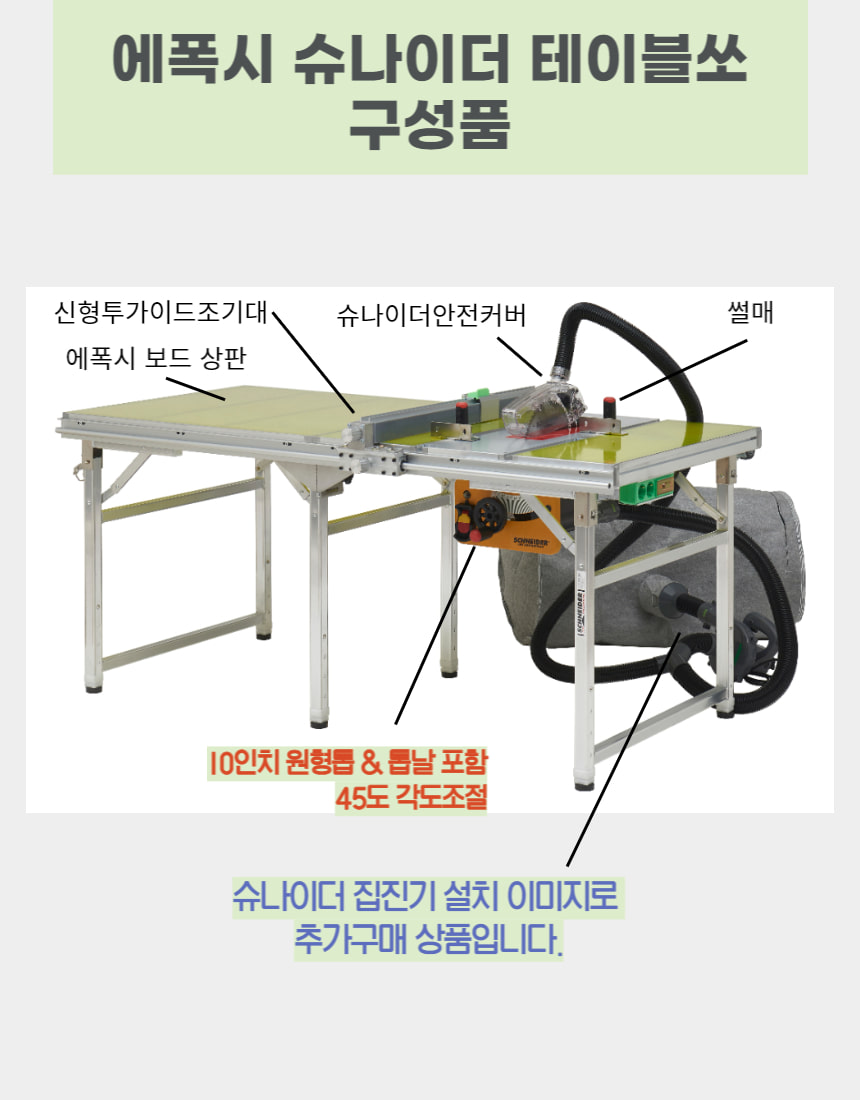 에폭시 슈나이더 테이블쏘
구성품
신형투가이드조기대
슈나이더안전커버
썰매
에폭시 보드 상판
SCHNEIDER
10인치 원형톱 & 톱날 포함
45도 각도조절
슈나이더 집진기 설치 이미지로
추가구매 상품입니다.